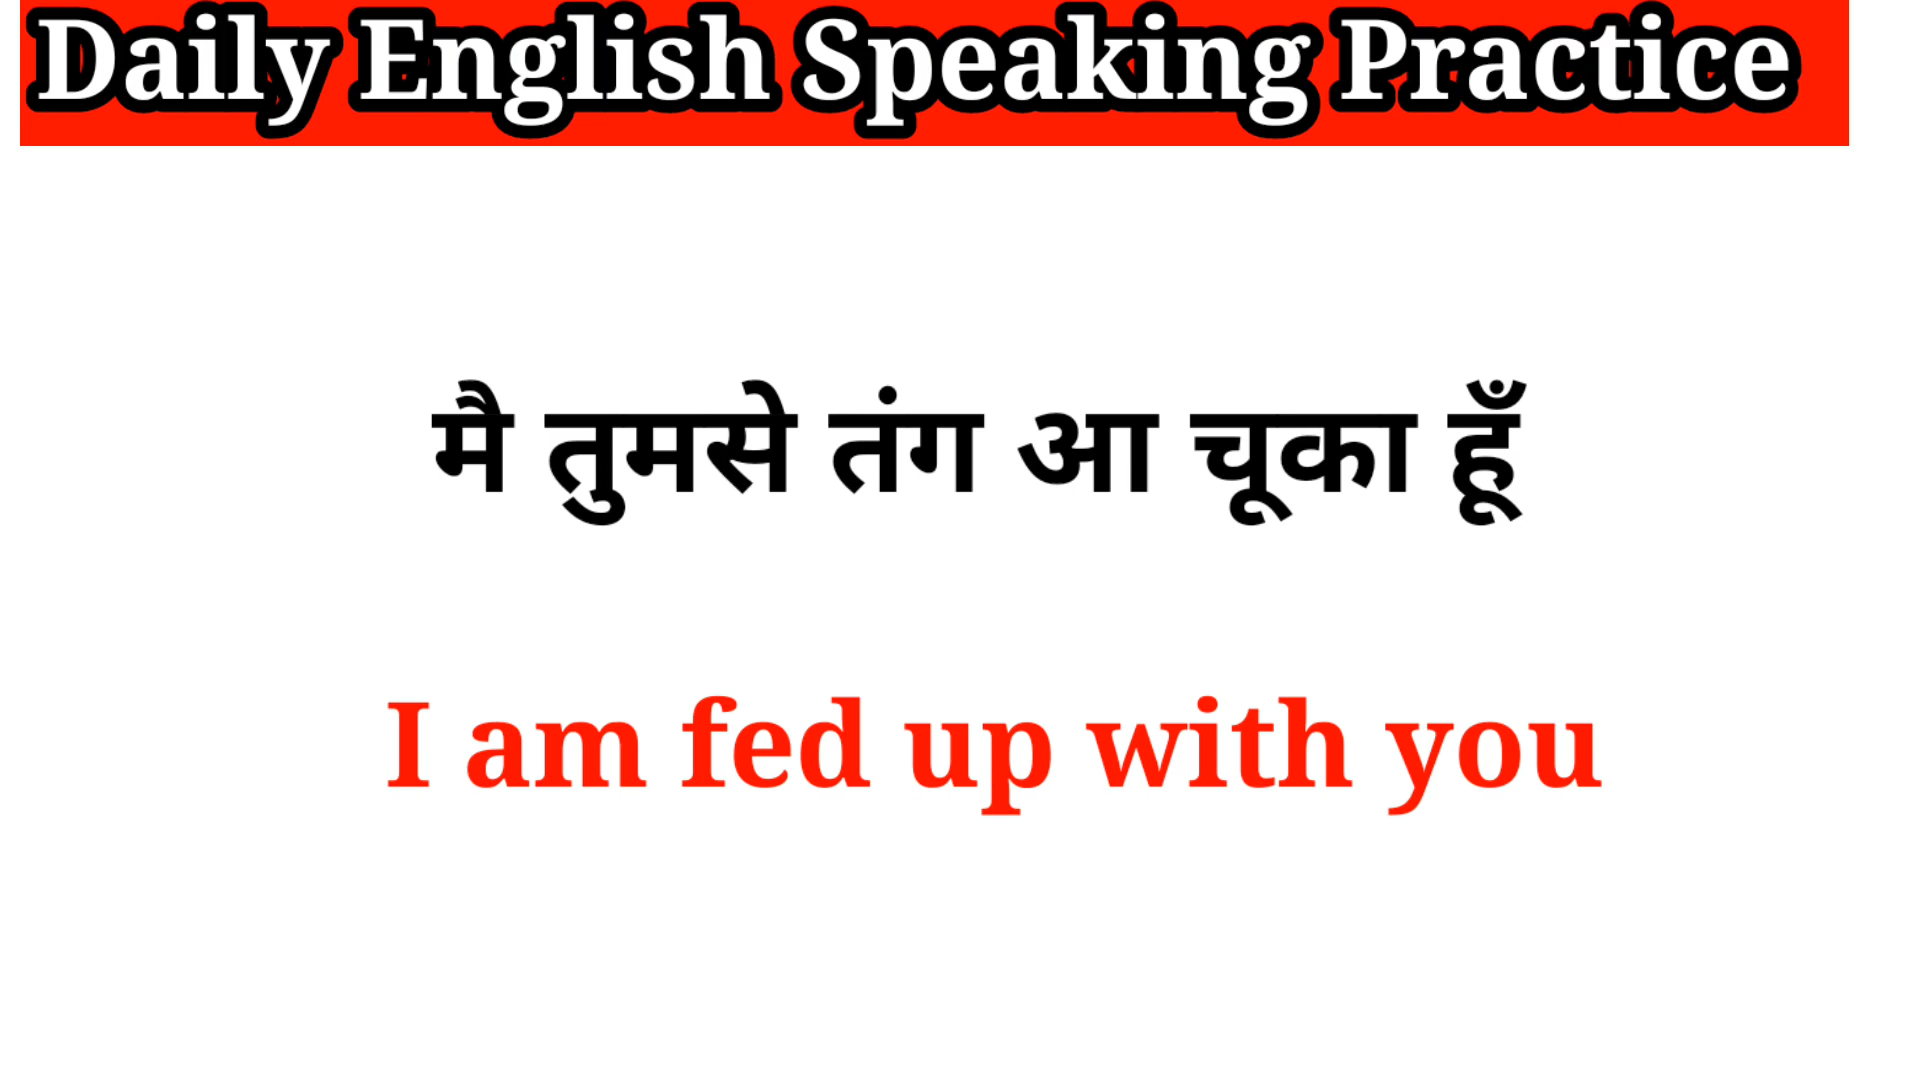 Daily English Speaking Practice
मै तुमसे तंग आ चूका हूँ
I am fed up with you